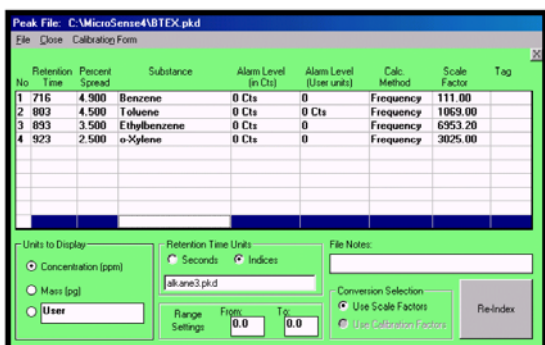 Peak File: C:\MicroSense4\BTEX.pkd
File Close Calibration Form
No Retention Time Percent Spread Substance Alarm Level (in Cts) Alarm Level (User units) Calc. Method Scale Factor Tag
1 716 4.900 Benzene 0 Cts 0 Frequency 111.00
2 803 4.500 Toluene 0 Cts 0 Cts Frequency 1069.00
3 893 3.500 Ethylbenzene 0 Cts 0 Frequency 6953.20
4 923 2.500 o-Xylene 0 Cts 0 Frequency 3025.00
Units to Display
Concentration (ppm)
Mass (pg)
User
Retention Time Units
Seconds Indices
alkane3.pkd
Range Settings From: To:
0.0 0.0
File Notes:
Conversion Selection
Use Scale Factors
Use Calibration Factors
Re-Index